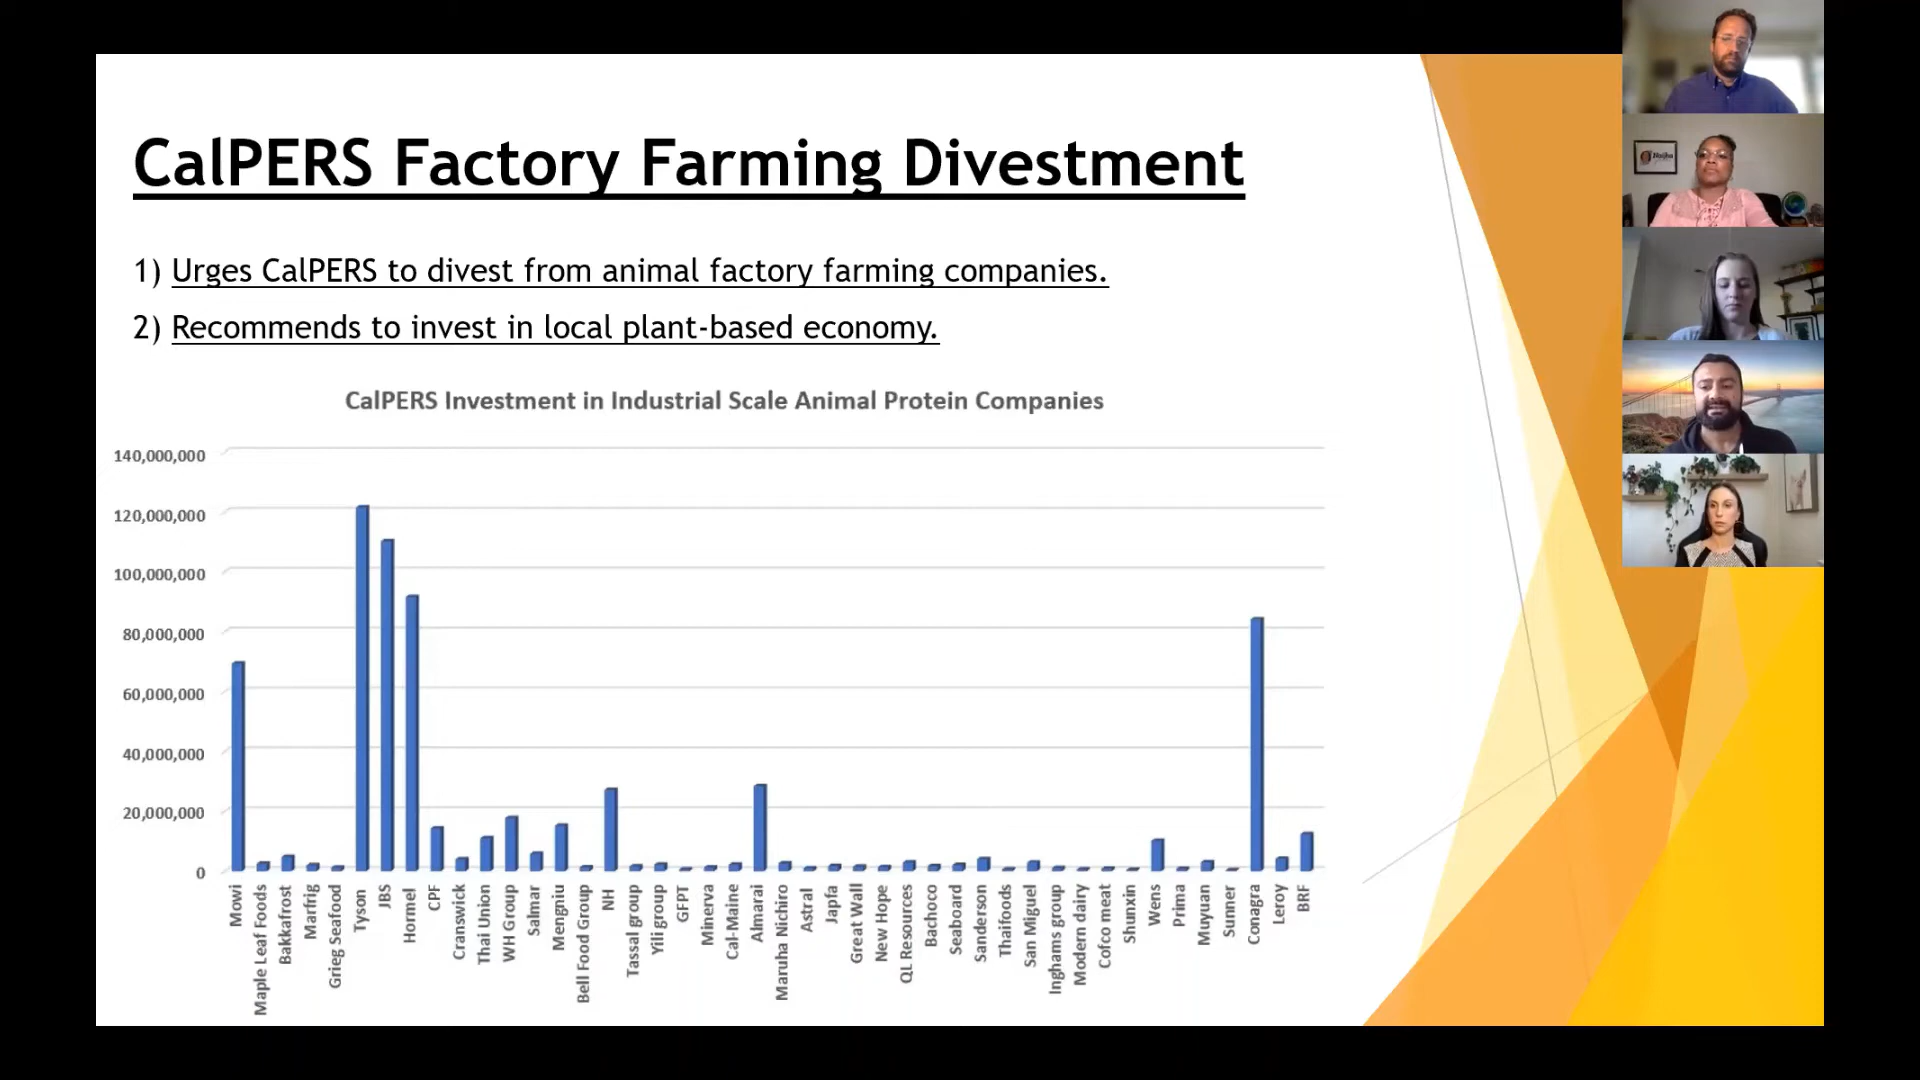 CalPERS Factory Farming Divestment
1) Urges CalPERS to divest from animal factory farming companies.
2) Recommends to invest in local plant-based economy.
CalPERS Investment in Industrial Scale Animal Protein Companies
140,000,000
120,000,000
100,000,000
80,000,000
60,000,000
40,000,000
20,000,000
0
Mowi
Maple Leaf Foods
Bakkafrost
Marfrig
Grieg Seafood
Tyson
JBS
Hormel
CPF
Cranswick
Thai Union
WH Group
Salmar
Mengniu
Bell Food Group
NH
Tassal group
Yili group
GFPT
Minerva
Cal-Maine
Almarai
Maruha Nichiro
Astral
Japfa
Great Wall
New Hope
QL Resources
Bachoco
Seaboard
Sanderson
Thaifoods
San Miguel
Inghams group
Modern dairy
Cofco meat
Shunxin
Wens
Prima
Muyuan
Sunner
Conagra
Leroy
BRF